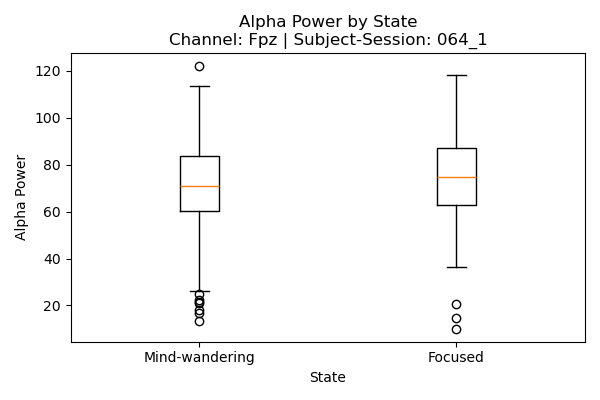 Alpha Power by State
Channel: Fpz | Subject-Session: 064_1
120
100
80
60
40
20
Alpha Power
Mind-wandering
Focused
State